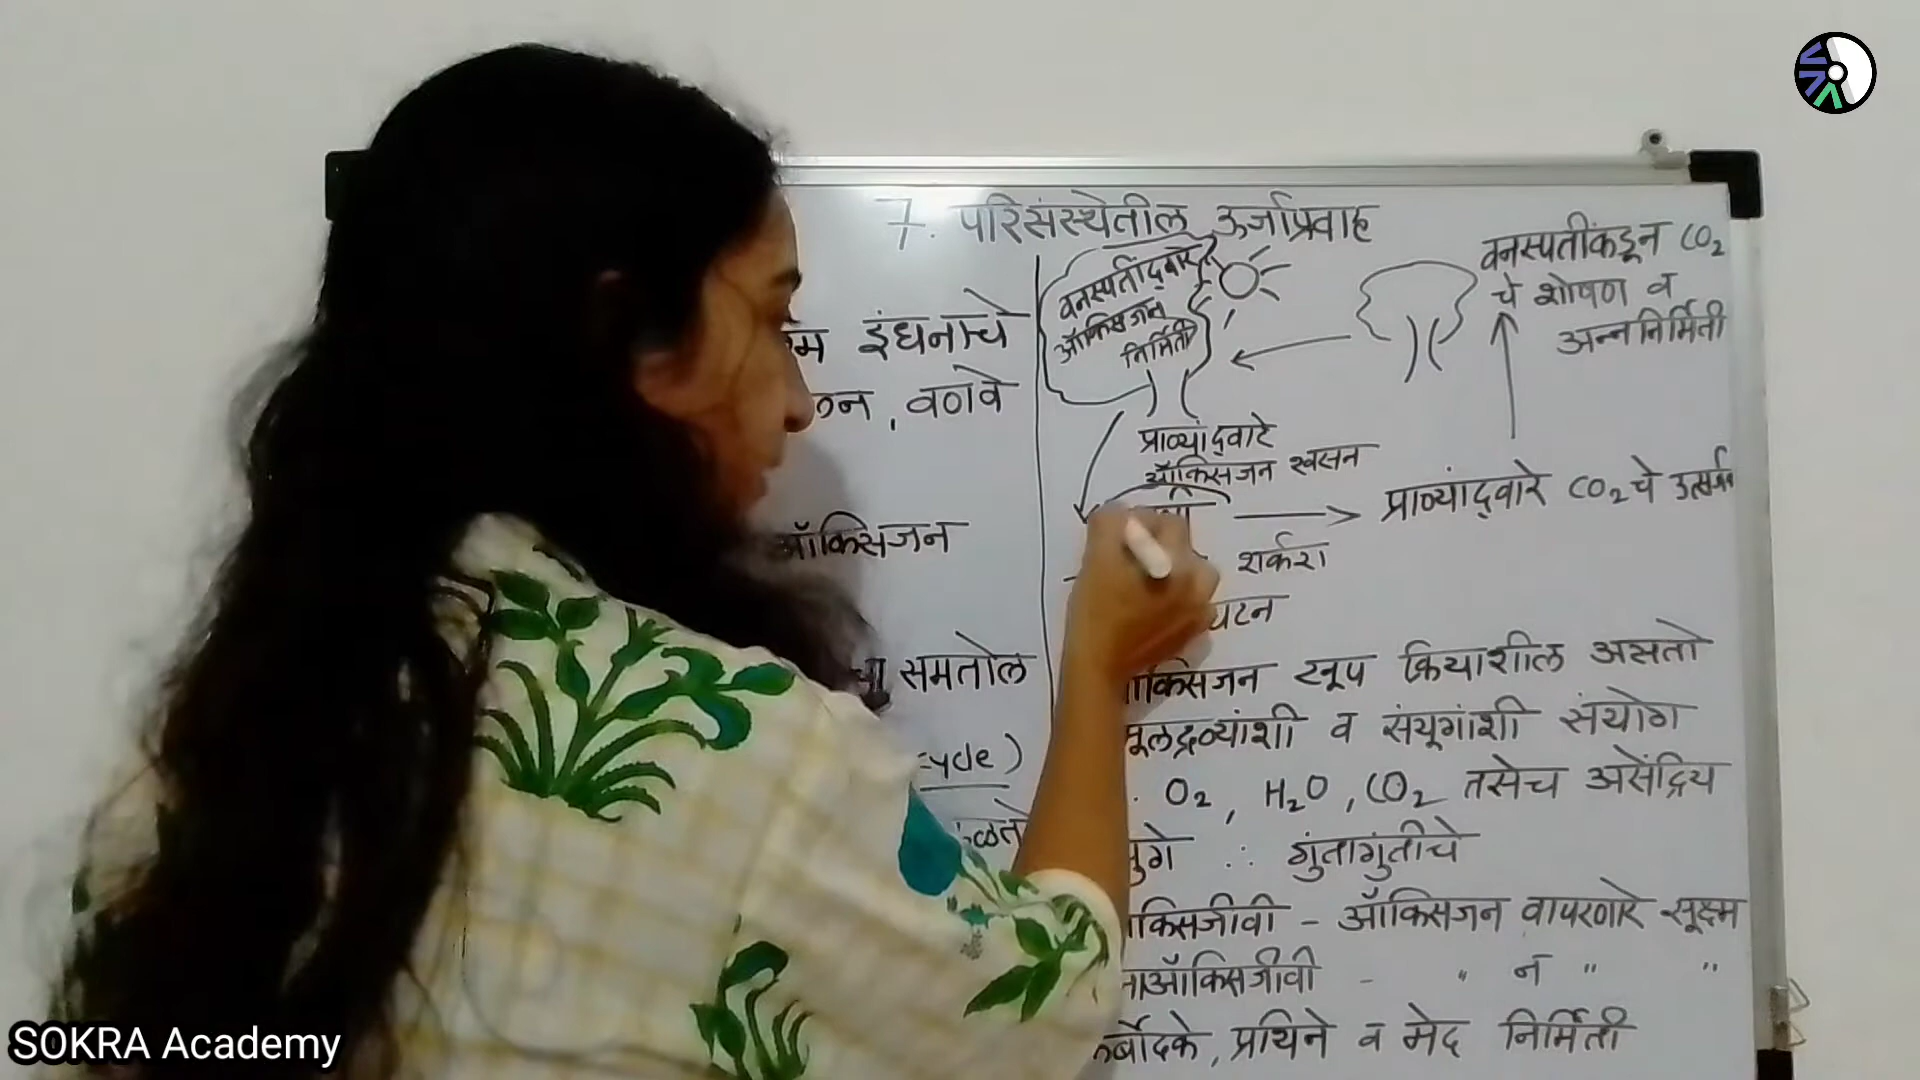 7. परिसंस्थेतील ऊर्जाप्रवाह
इंधनाचे
वणवे
ऑक्सिजन
समतोल
cycle)
वनस्पतींद्वारे
ऑक्सिजन
निर्मिती
वनस्पतींकडून CO2
चे शोषण व
अन्ननिर्मिती
प्राण्यांद्वारे
ऑक्सिजन श्वसन
प्राण्यांद्वारे CO2 चे उत्सर्जन
शर्करा
ऑक्सिजन खूप क्रियाशील असतो
मूलद्रव्यांशी व संयूगांशी संयोग
O2, H2O, CO2 तसेच असेंद्रिय
∴ गुंतागुंतीचे
ऑक्सिजीवी - ऑक्सिजन वापरणारे सूक्ष्म
विनाऑक्सिजीवी - " न " "
कर्बोदके, प्रथिने व मेद निर्मिती
SOKRA Academy